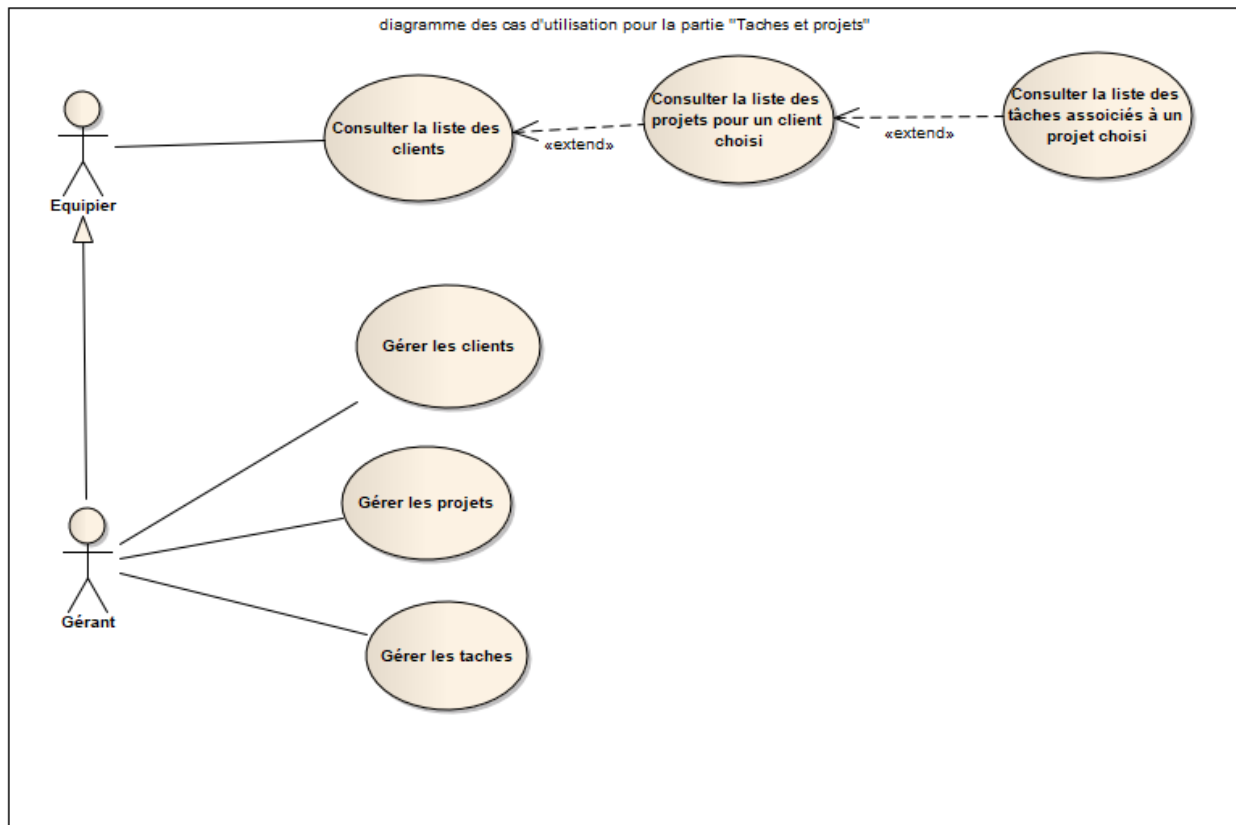 diagramme des cas d'utilisation pour la partie "Taches et projets"
Consulter la liste des
clients
«extend»
Consulter la liste des
projets pour un client
choisi
«extend»
Consulter la liste des
tâches assoiciés à un
projet choisi
Equipier
Gérer les clients
Gérer les projets
Gérant
Gérer les taches